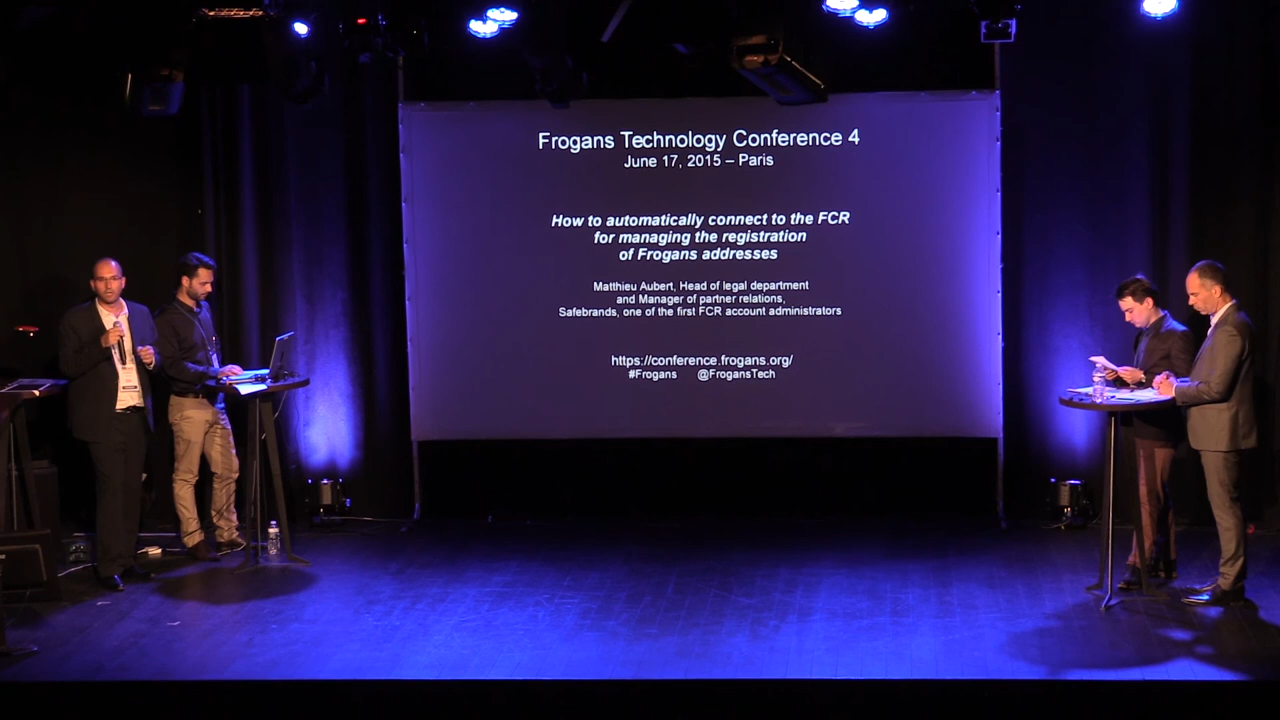 Frogans Technology Conference 4
June 17, 2015 – Paris
How to automatically connect to the FCR
for managing the registration
of Frogans addresses
Matthieu Aubert, Head of legal department
and Manager of partner relations,
Safebrands, one of the first FCR account administrators
https://conference.frogans.org/
#Frogans @FrogansTech